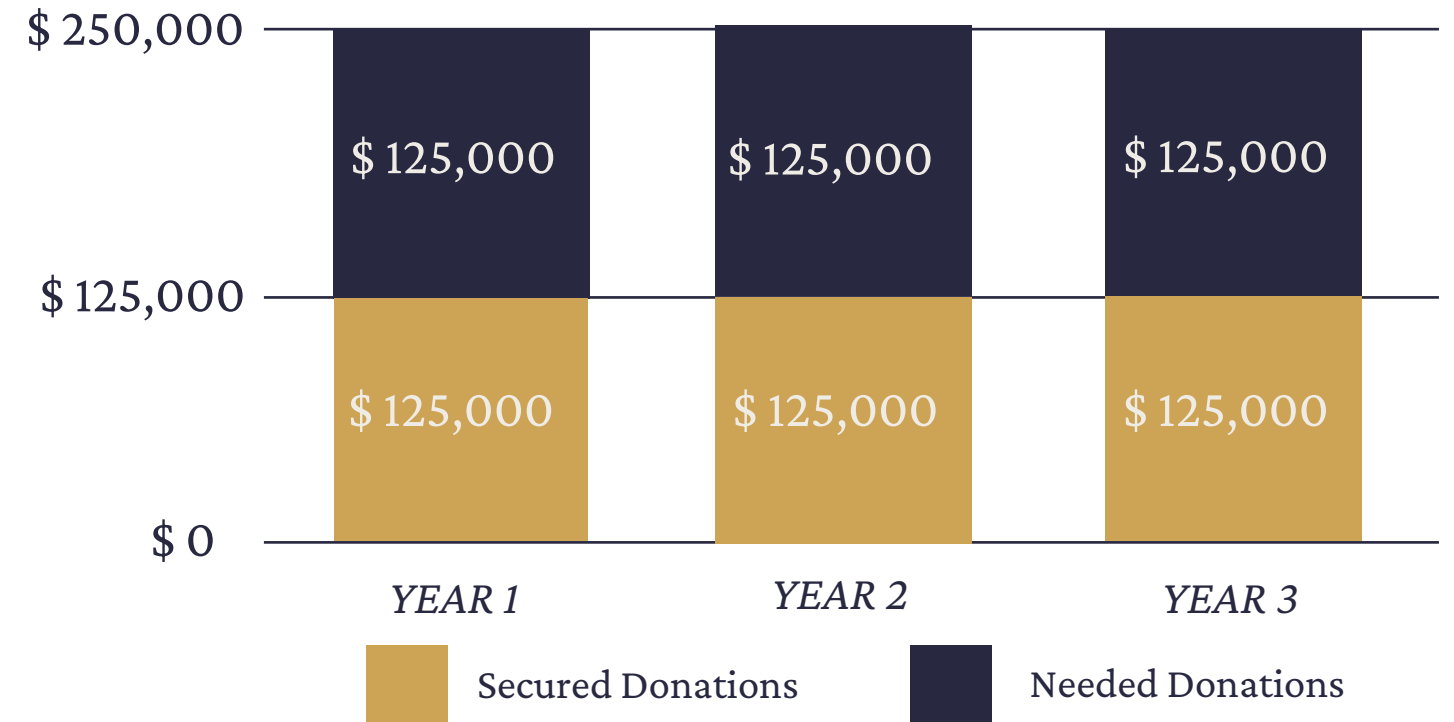 $ 250,000
$ 125,000 $ 125,000 $ 125,000
$ 125,000
$ 125,000 $ 125,000 $ 125,000
$ 0
YEAR 1 YEAR 2 YEAR 3
Secured Donations Needed Donations